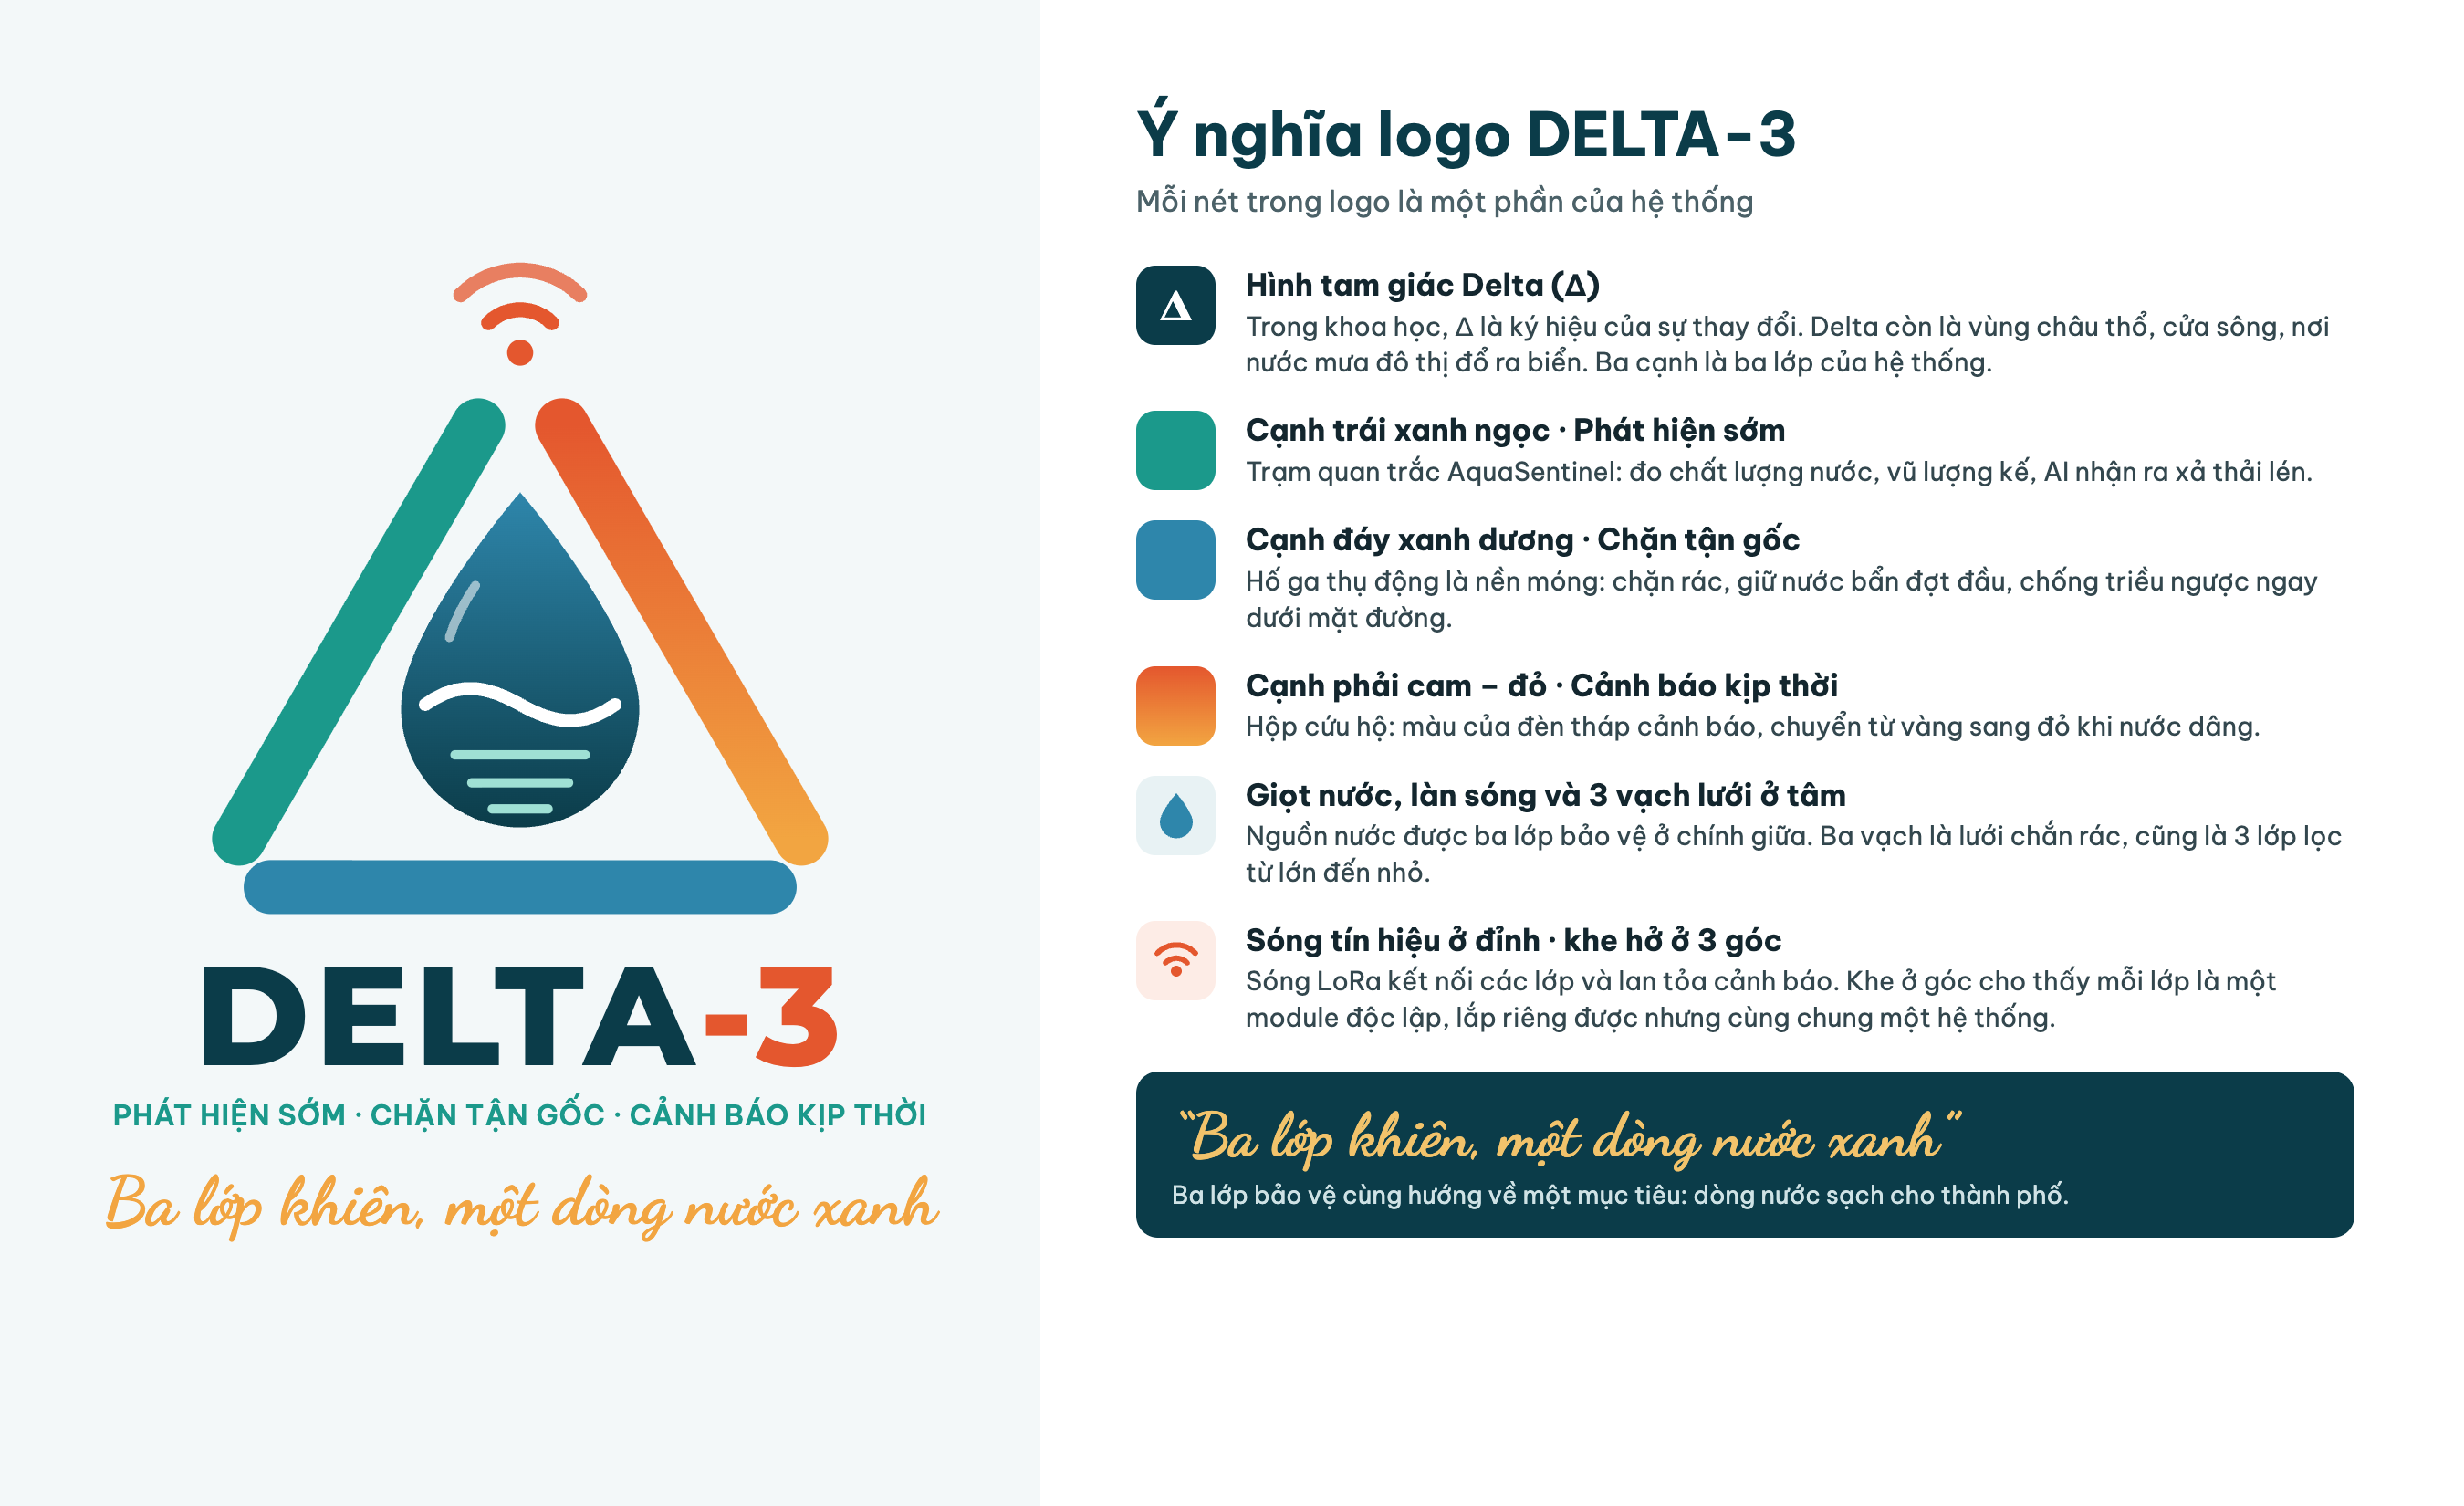 DELTA-3
PHÁT HIỆN SỚM · CHẶN TẬN GỐC · CẢNH BÁO KỊP THỜI
Ba lớp khiên, một dòng nước xanh
Ý nghĩa logo DELTA-3
Mỗi nét trong logo là một phần của hệ thống
Δ
Hình tam giác Delta (Δ)
Trong khoa học, Δ là ký hiệu của sự thay đổi. Delta còn là vùng châu thổ, cửa sông, nơi
nước mưa đô thị đổ ra biển. Ba cạnh là ba lớp của hệ thống.
Cạnh trái xanh ngọc · Phát hiện sớm
Trạm quan trắc AquaSentinel: đo chất lượng nước, vũ lượng kế, AI nhận ra xả thải lén.
Cạnh đáy xanh dương · Chặn tận gốc
Hố ga thụ động là nền móng: chặn rác, giữ nước bẩn đợt đầu, chống triều ngược ngay
dưới mặt đường.
Cạnh phải cam – đỏ · Cảnh báo kịp thời
Hộp cứu hộ: màu của đèn tháp cảnh báo, chuyển từ vàng sang đỏ khi nước dâng.
Giọt nước, làn sóng và 3 vạch lưới ở tâm
Nguồn nước được ba lớp bảo vệ ở chính giữa. Ba vạch là lưới chắn rác, cũng là 3 lớp lọc
từ lớn đến nhỏ.
Sóng tín hiệu ở đỉnh · khe hở ở 3 góc
Sóng LoRa kết nối các lớp và lan tỏa cảnh báo. Khe ở góc cho thấy mỗi lớp là một
module độc lập, lắp riêng được nhưng cùng chung một hệ thống.
“Ba lớp khiên, một dòng nước xanh”
Ba lớp bảo vệ cùng hướng về một mục tiêu: dòng nước sạch cho thành phố.